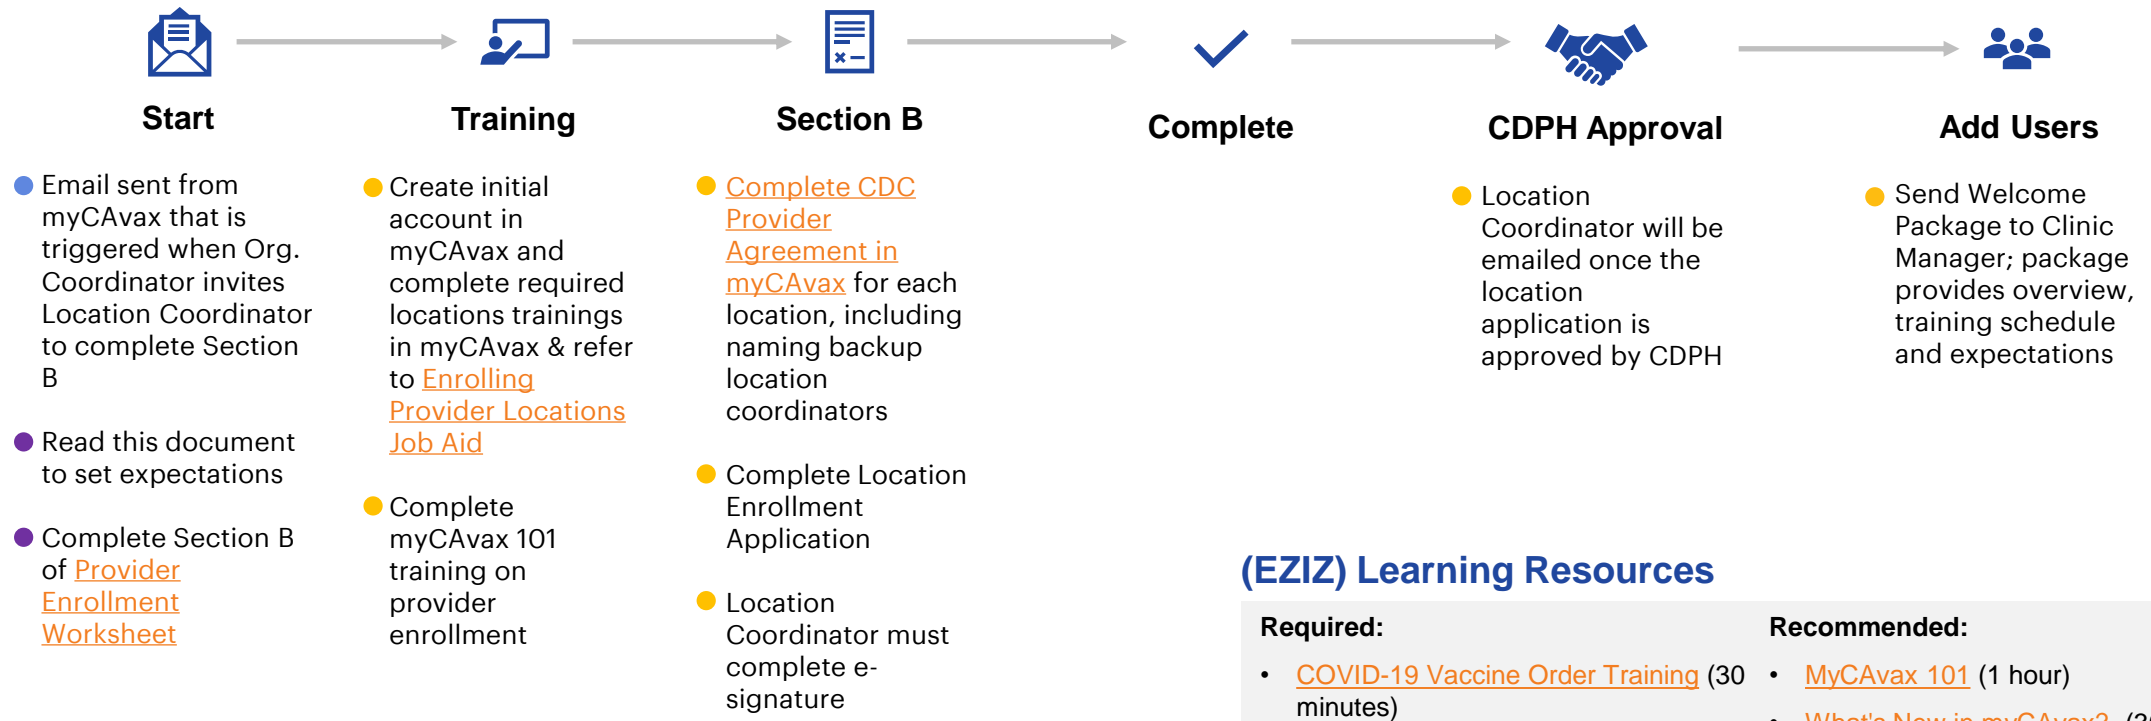 Start
Email sent from
myCAvax that is
triggered when Org.
Coordinator invites
Location Coordinator
to complete Section
B
Read this document
to set expectations
Complete Section B
of Provider
Enrollment
Worksheet
Training
Create initial
account in
myCAvax and
complete required
locations trainings
in myCAvax & refer
to Enrolling
Provider Locations
Job Aid
Complete
myCAvax 101
training on
provider
enrollment
Section B
Complete CDC
Provider
Agreement in
myCAvax for each
location, including
naming backup
location
coordinators
Complete Location
Enrollment
Application
Location
Coordinator must
complete e-
signature
Complete
CDPH Approval
Location
Coordinator will be
emailed once the
location
application is
approved by CDPH
Add Users
Send Welcome
Package to Clinic
Manager; package
provides overview,
training schedule
and expectations
(EZIZ) Learning Resources
Required:
• COVID-19 Vaccine Order Training (30
minutes)
Recommended:
• MyCAvax 101 (1 hour)
• What's New in myCAvax?